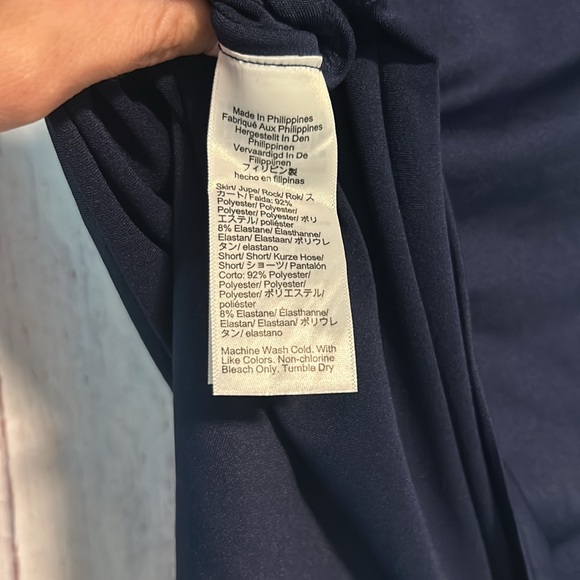 Made In Philippines
Fabriqué Aux Philippines
Hergestellt In Den
Philippinen
Vervaardigd In De
Filippijnen
フィリピン製
hecho en filipinas
Skirt/ Jupe/ Rock/ Rok/ ス
カート/ Falda: 92%
Polyester/ Polyester/
Polyester/ Polyester/ ポリ
エステル/ poliéster
8% Elastane/ Élasthanne/
Elastan/ Elastaan/ ポリウレ
タン/ elastano
Short/ Short/ Kurze Hose/
Short/ ショーツ/ Pantalón
Corto: 92% Polyester/
Polyester/ Polyester/
Polyester/ ポリエステル/
poliéster
8% Elastane/ Élasthanne/
Elastan/ Elastaan/ ポリウレ
タン/ elastano
Machine Wash Cold. With
Like Colors. Non-chlorine
Bleach Only. Tumble Dry